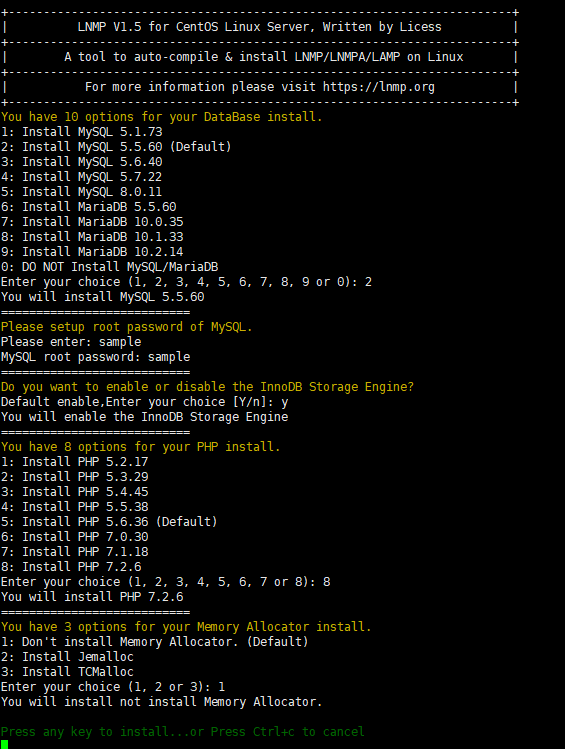 +------------------------------------------------------------------------+
|          LNMP V1.5 for CentOS Linux Server, Written by Licess          |
+------------------------------------------------------------------------+
|        A tool to auto-compile & install LNMP/LNMPA/LAMP on Linux       |
+------------------------------------------------------------------------+
|           For more information please visit https://lnmp.org           |
+------------------------------------------------------------------------+
You have 10 options for your DataBase install.
1: Install MySQL 5.1.73
2: Install MySQL 5.5.60 (Default)
3: Install MySQL 5.6.40
4: Install MySQL 5.7.22
5: Install MySQL 8.0.11
6: Install MariaDB 5.5.60
7: Install MariaDB 10.0.35
8: Install MariaDB 10.1.33
9: Install MariaDB 10.2.14
0: DO NOT Install MySQL/MariaDB
Enter your choice (1, 2, 3, 4, 5, 6, 7, 8, 9 or 0): 2
You will install MySQL 5.5.60
===========================
Please setup root password of MySQL.
Please enter: sample
MySQL root password: sample
===========================
Do you want to enable or disable the InnoDB Storage Engine?
Default enable,Enter your choice [Y/n]: y
You will enable the InnoDB Storage Engine
===========================
You have 8 options for your PHP install.
1: Install PHP 5.2.17
2: Install PHP 5.3.29
3: Install PHP 5.4.45
4: Install PHP 5.5.38
5: Install PHP 5.6.36 (Default)
6: Install PHP 7.0.30
7: Install PHP 7.1.18
8: Install PHP 7.2.6
Enter your choice (1, 2, 3, 4, 5, 6, 7 or 8): 8
You will install PHP 7.2.6
===========================
You have 3 options for your Memory Allocator install.
1: Don't install Memory Allocator. (Default)
2: Install Jemalloc
3: Install TCMalloc
Enter your choice (1, 2 or 3): 1
You will install not install Memory Allocator.
Press any key to install...or Press Ctrl+c to cancel